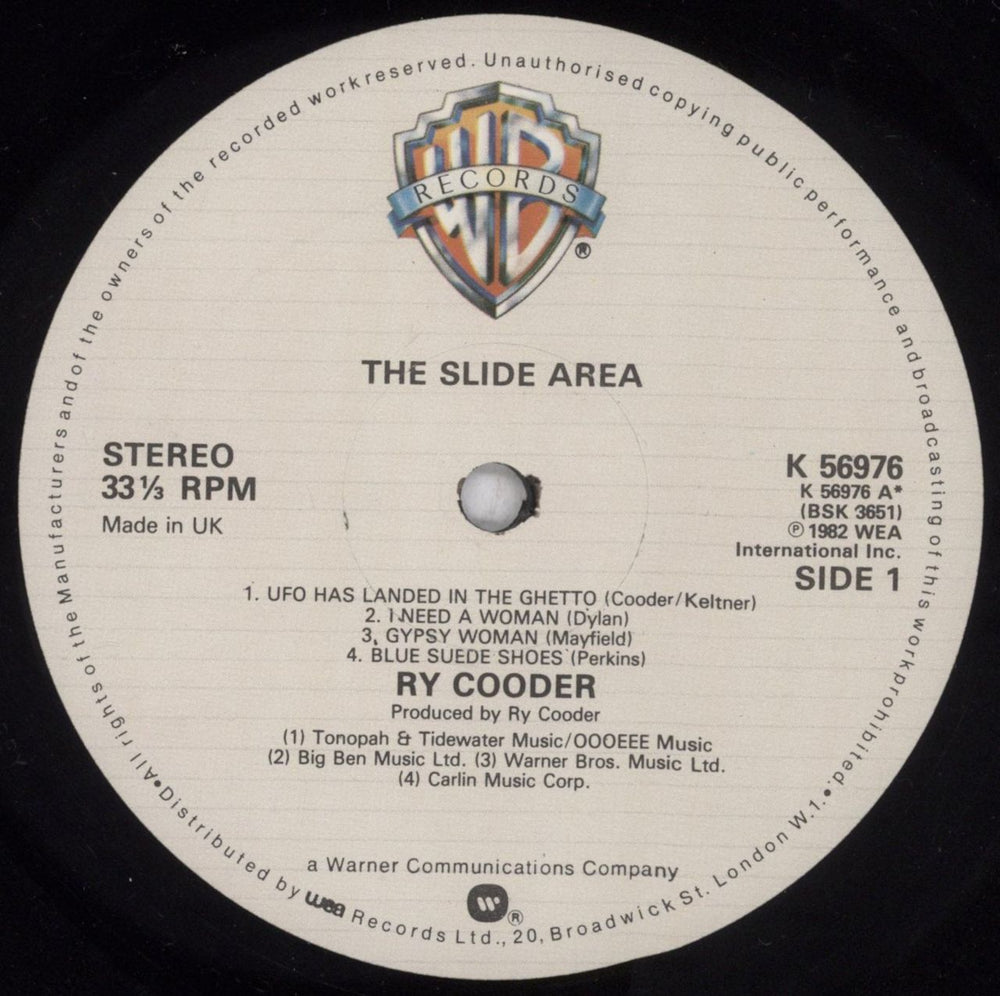 All rights of the Manufacturers and of the owners of the recorded work reserved. Unauthorised copying public performance and broadcasting of this work prohibited.
WB
RECORDS
®
THE SLIDE AREA
STEREO
33⅓ RPM
Made in UK
K 56976
K 56976 A*
(BSK 3651)
℗ 1982 WEA
International Inc.
SIDE 1
1. UFO HAS LANDED IN THE GHETTO (Cooder/Keltner)
2. I NEED A WOMAN (Dylan)
3. GYPSY WOMAN (Mayfield)
4. BLUE SUEDE SHOES (Perkins)
RY COODER
Produced by Ry Cooder
(1) Tonopah & Tidewater Music/OOOEEE Music
(2) Big Ben Music Ltd. (3) Warner Bros. Music Ltd.
(4) Carlin Music Corp.
a Warner Communications Company
®
•Distributed by wea Records Ltd., 20, Broadwick St. London W.1.•